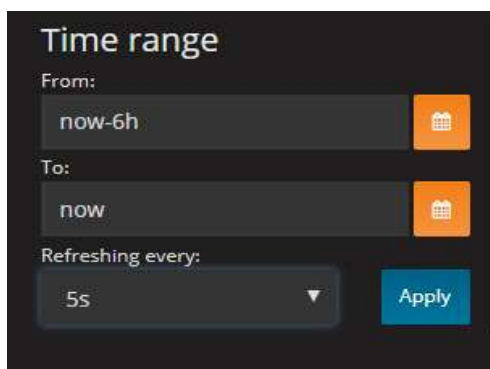 Time range
From:
now-6h
To:
now
Refreshing every:
5s
Apply